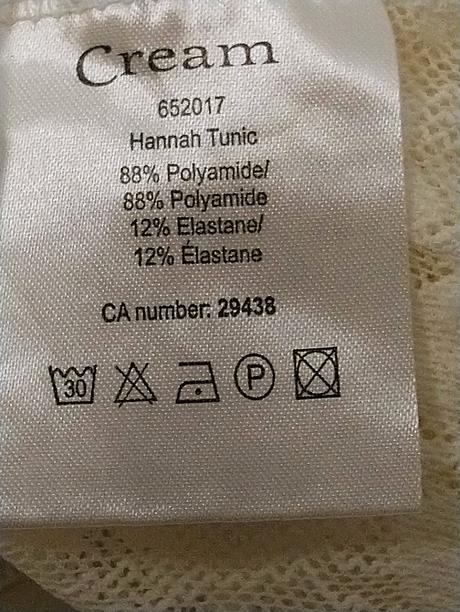 Cream
652017
Hannah Tunic
88% Polyamide/
88% Polyamide
12% Elastane/
12% Élastane
CA number: 29438
30 P